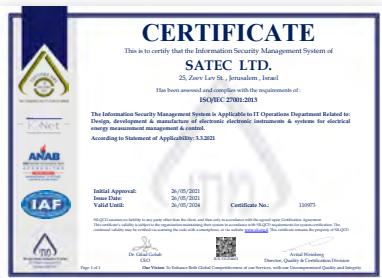 CERTIFICATE
This is to certify that the Information Security Management System of
SATEC LTD.
25, Zeev Lev St., Jerusalem, Israel
Has been assessed and complies with the requirements of:
ISO/IEC 27001:2013
The Information Security Management System is Applicable to IT Operations Department Related to:
Design, development & manufacture of electronic electronic instruments & systems for electrical
energy measurement management & control.
According to Statement of Applicability: 3.3.2021
IQNet
ANAB
ACCREDITED
IAF
Initial Approval: 26/05/2021
Issue Date: 26/05/2021
Valid Until: 26/05/2024 Certificate No.: 110973
Dr. Gilad Golub
CEO
Avital Weinberg
Director, Quality & Certification Division
Page 1 of 1
Our Vision: To Enhance Both Global Competitiveness of our Services, with our Uncompromised Quality and Integrity